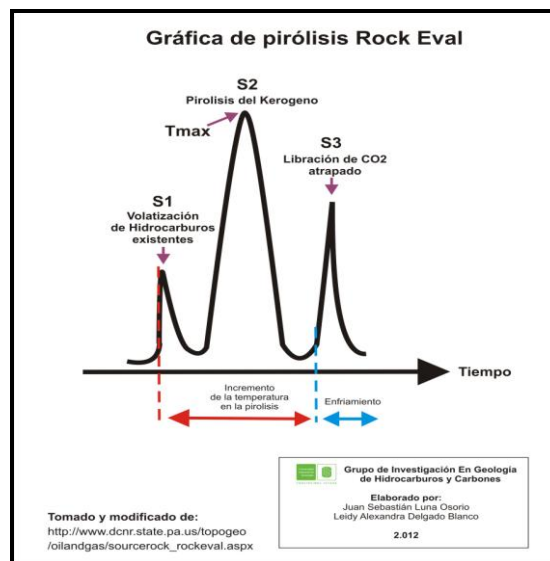 Gráfica de pirólisis Rock Eval
S2
Pirolisis del Kerogeno
Tmax
S3
Libración de CO2
atrapado
S1
Volatización
de Hidrocarburos
existentes
Tiempo
Incremento
de la temperatura
en la pirolisis
Enfriamiento
Grupo de Investigación En Geología
de Hidrocarburos y Carbones
Elaborado por:
Juan Sebastián Luna Osorio
Leidy Alexandra Delgado Blanco
2.012
Tomado y modificado de:
http://www.dcnr.state.pa.us/topogeo
/oilandgas/sourcerock_rockeval.aspx